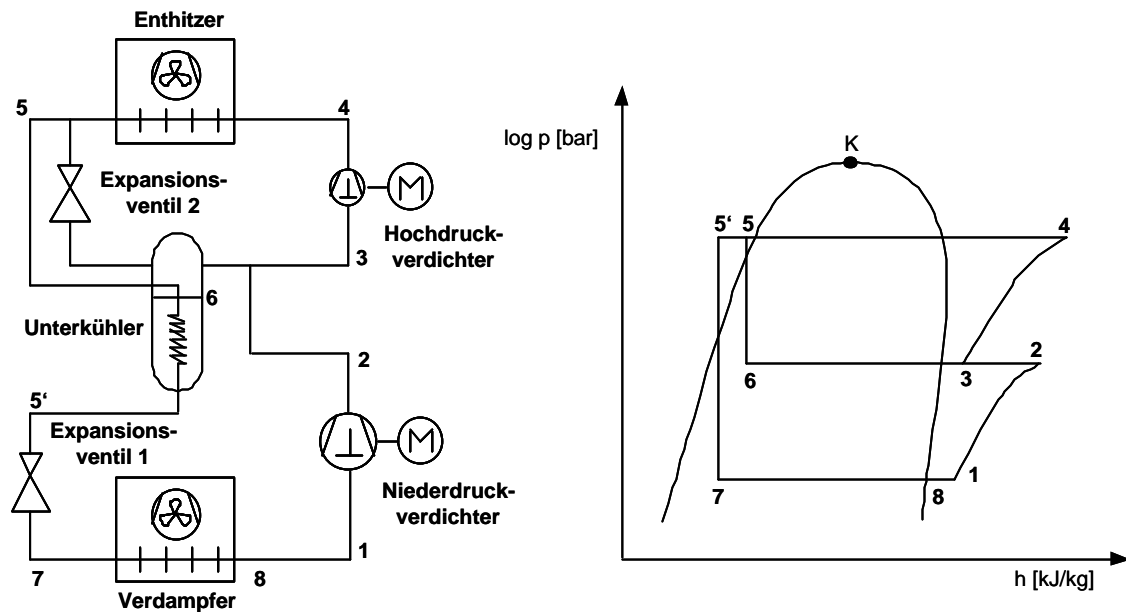 Enthitzer
5
4
Expansions-
ventil 2
M
Hochdruck-
verdichter
3
6
Unterkühler
2
5'
Expansions-
ventil 1
M
Niederdruck-
verdichter
1
7
8
Verdampfer
log p [bar]
K
5'
5
4
6
3
2
7
8
1
h [kJ/kg]